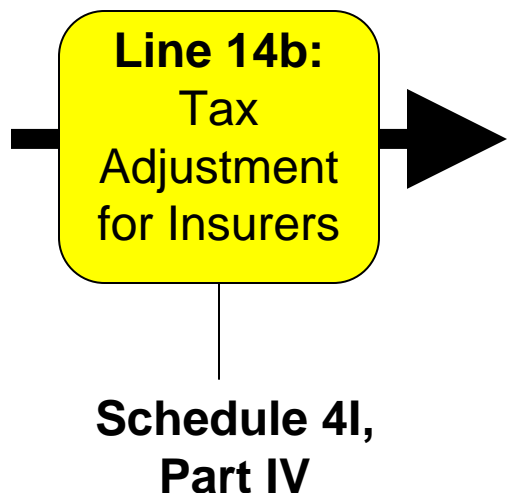 Line 14b:
Tax
Adjustment
for Insurers
Schedule 4I,
Part IV